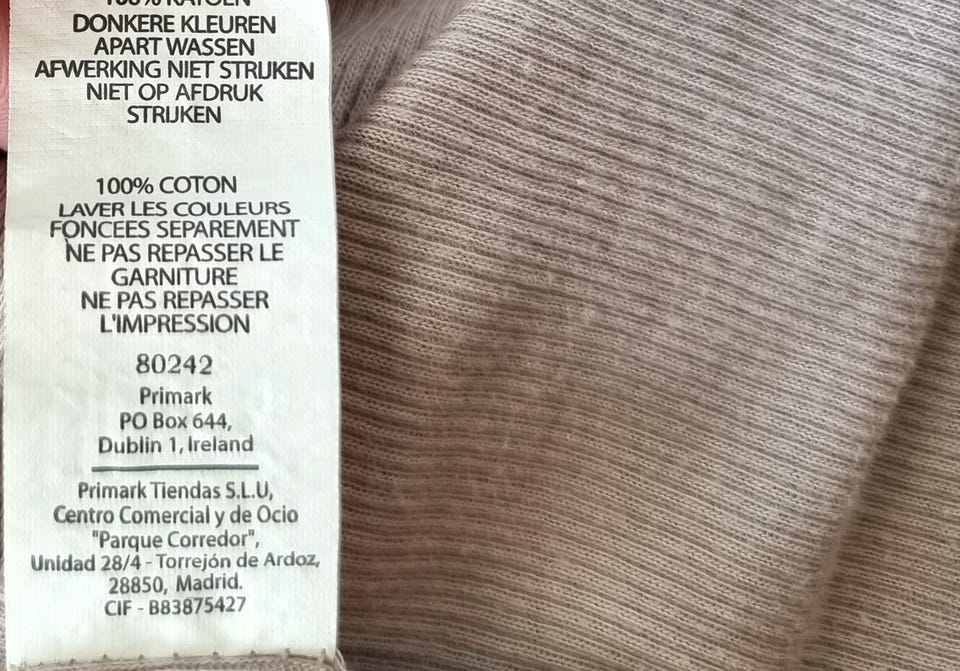 100% KATOEN
DONKERE KLEUREN
APART WASSEN
AFWERKING NIET STRIJKEN
NIET OP AFDRUK
STRIJKEN
100% COTON
LAVER LES COULEURS
FONCEES SEPAREMENT
NE PAS REPASSER LE
GARNITURE
NE PAS REPASSER
L'IMPRESSION
80242
Primark
PO Box 644,
Dublin 1, Ireland
Primark Tiendas S.L.U,
Centro Comercial y de Ocio
"Parque Corredor",
Unidad 28/4 - Torrejón de Ardoz,
28850, Madrid.
CIF - B83875427